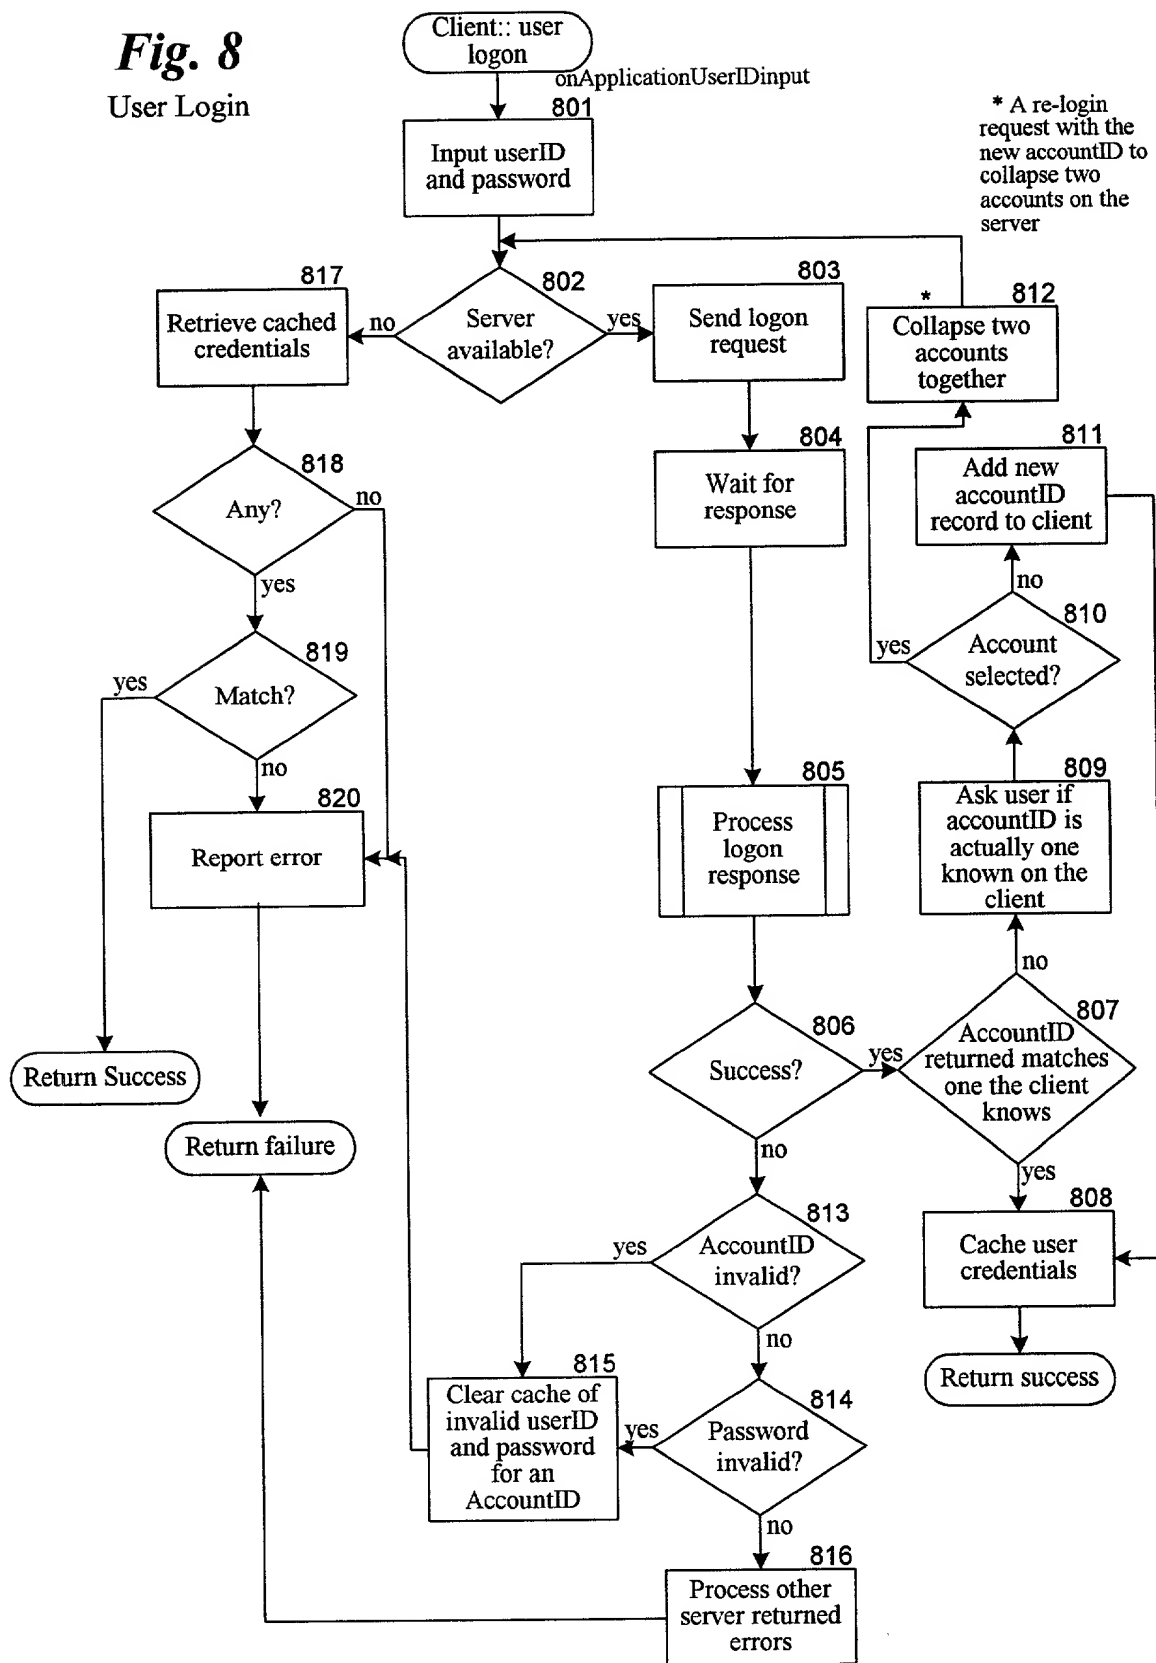 Fig. 8
User Login
Client:: user
logon
onApplicationUserIDinput
801
Input userID
and password
* A re-login
request with the
new accountID to
collapse two
accounts on the
server
817
Retrieve cached
credentials
no
802
Server
available?
yes
803
Send logon
request
*
812
Collapse two
accounts
together
818
Any?
no
yes
804
Wait for
response
811
Add new
accountID
record to client
no
810
Account
selected?
yes
819
Match?
yes
no
820
Report error
805
Process
logon
response
809
Ask user if
accountID is
actually one
known on the
client
no
807
AccountID
returned matches
one the client
knows
yes
806
Success?
yes
no
Return Success
Return failure
813
AccountID
invalid?
yes
no
808
Cache user
credentials
Return success
815
Clear cache of
invalid userID
and password
for an
AccountID
yes
814
Password
invalid?
no
816
Process other
server returned
errors